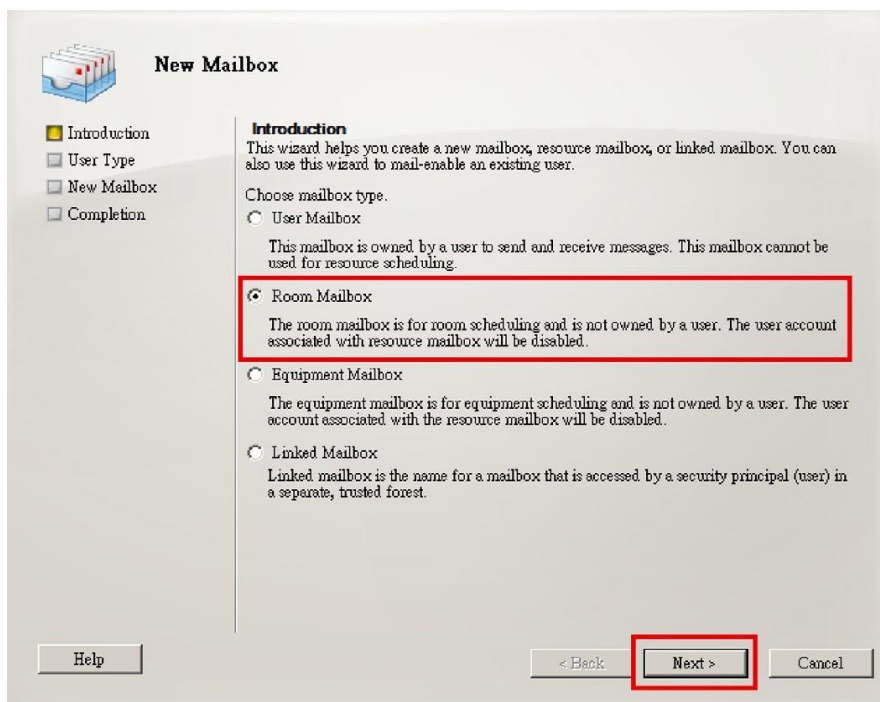 New Mailbox
Introduction
User Type
New Mailbox
Completion
Introduction
This wizard helps you create a new mailbox, resource mailbox, or linked mailbox. You can
also use this wizard to mail-enable an existing user.
Choose mailbox type.
User Mailbox
This mailbox is owned by a user to send and receive messages. This mailbox cannot be
used for resource scheduling.
Room Mailbox
The room mailbox is for room scheduling and is not owned by a user. The user account
associated with resource mailbox will be disabled.
Equipment Mailbox
The equipment mailbox is for equipment scheduling and is not owned by a user. The user
account associated with the resource mailbox will be disabled.
Linked Mailbox
Linked mailbox is the name for a mailbox that is accessed by a security principal (user) in
a separate, trusted forest.
Help
< Back
Next >
Cancel